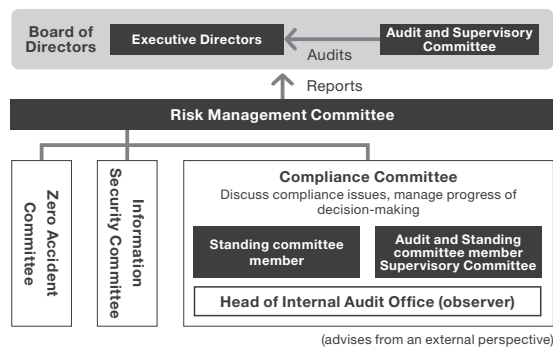 Board of
Directors
Executive Directors
Audits
Audit and Supervisory
Committee
Reports
Risk Management Committee
Zero Accident
Committee
Information
Security Committee
Compliance Committee
Discuss compliance issues, manage progress of
decision-making
Standing committee
member
Audit and Standing
committee member
Supervisory Committee
Head of Internal Audit Office (observer)
(advises from an external perspective)